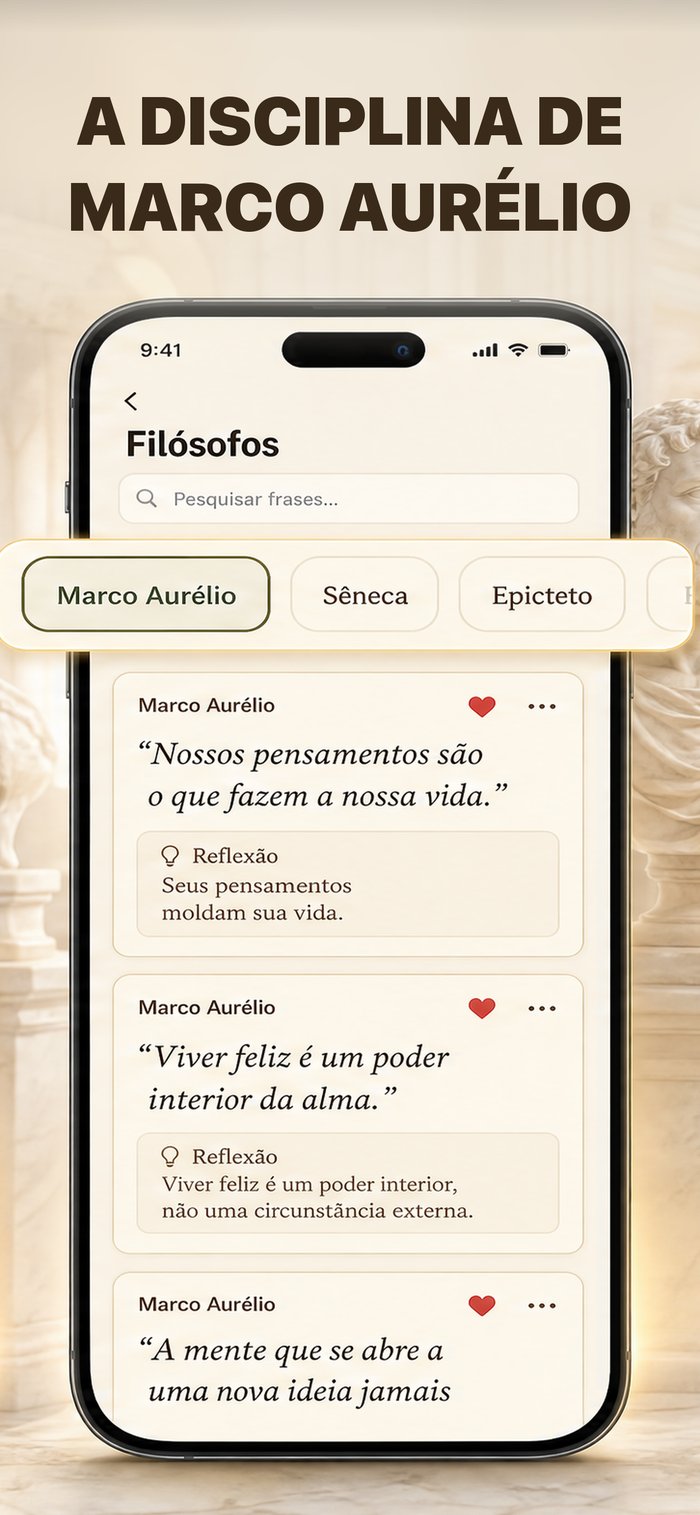 A DISCIPLINA DE
MARCO AURÉLIO
9:41
Filósofos
Pesquisar frases...
Marco Aurélio
Sêneca
Epicteto
Marco Aurélio
“Nossos pensamentos são
o que fazem a nossa vida.”
Reflexão
Seus pensamentos
moldam sua vida.
Marco Aurélio
“Viver feliz é um poder
interior da alma.”
Reflexão
Viver feliz é um poder interior,
não uma circunstância externa.
Marco Aurélio
“A mente que se abre a
uma nova ideia jamais